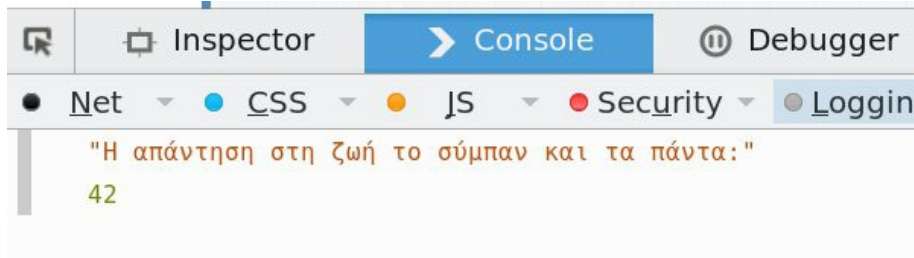 Inspector Console Debugger
Net CSS JS Security Loggin
"Η απάντηση στη ζωή το σύμπαν και τα πάντα:"
42